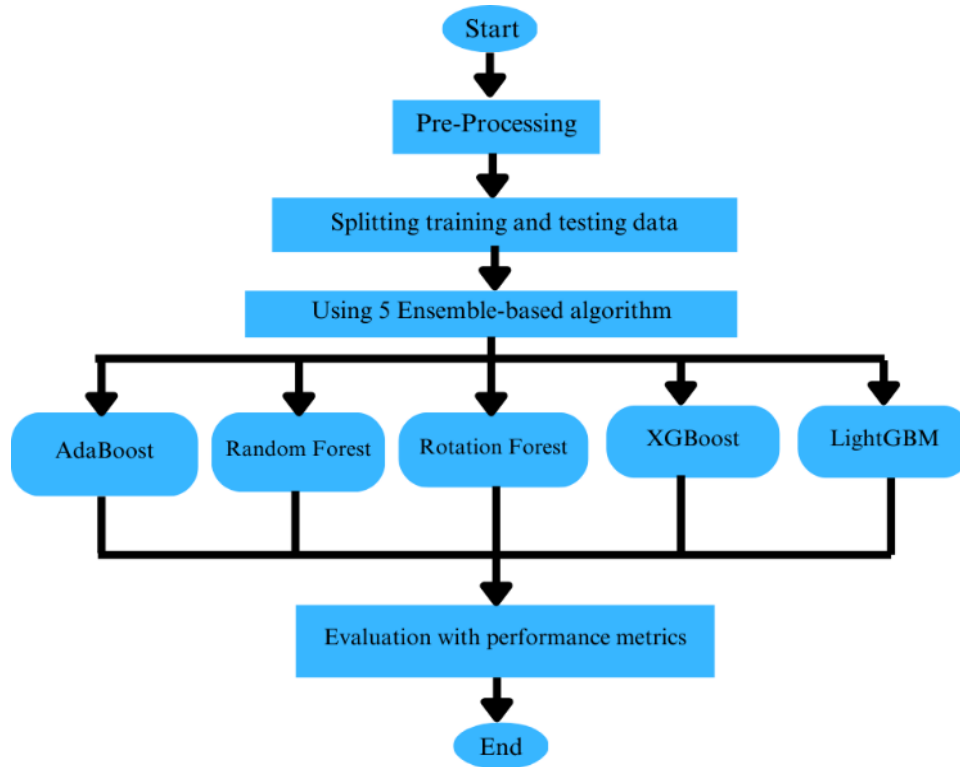 Start
Pre-Processing
Splitting training and testing data
Using 5 Ensemble-based algorithm
AdaBoost
Random Forest
Rotation Forest
XGBoost
LightGBM
Evaluation with performance metrics
End